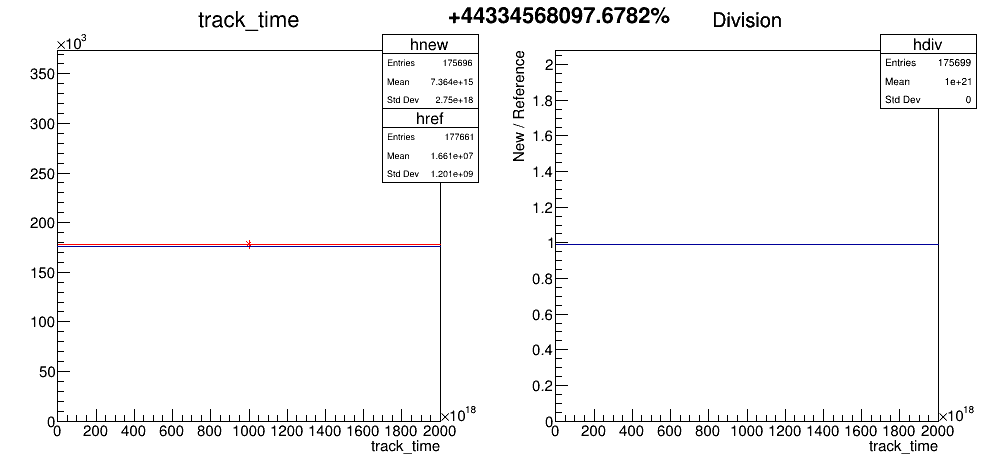 +44334568097.6782%
track_time
×10³
350
300
250
200
150
100
50
0
0 200 400 600 800 1000 1200 1400 1600 1800 2000
×10¹⁸
track_time
hnew
Entries 175696
Mean 7.364e+15
Std Dev 2.75e+18
href
Entries 177661
Mean 1.661e+07
Std Dev 1.201e+09
Division
New / Reference
2
1.8
1.6
1.4
1.2
1
0.8
0.6
0.4
0.2
0
0 200 400 600 800 1000 1200 1400 1600 1800 2000
×10¹⁸
track_time
hdiv
Entries 175699
Mean 1e+21
Std Dev 0